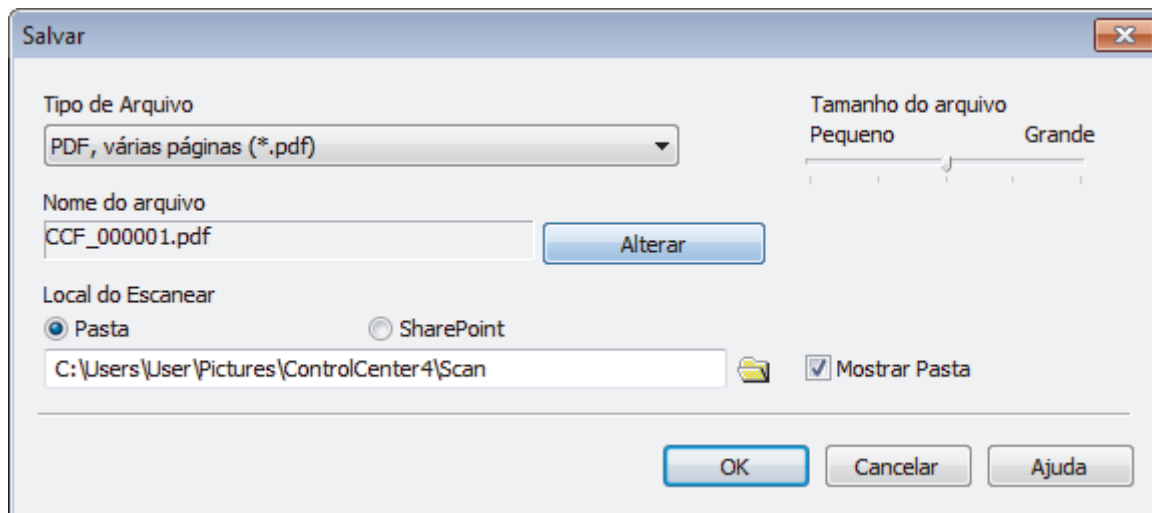 Salvar
Tipo de Arquivo
PDF, várias páginas (*.pdf)
Tamanho do arquivo
Pequeno Grande
Nome do arquivo
CCF_000001.pdf
Alterar
Local do Escanear
Pasta SharePoint
C:\Users\User\Pictures\ControlCenter4\Scan
Mostrar Pasta
OK Cancelar Ajuda